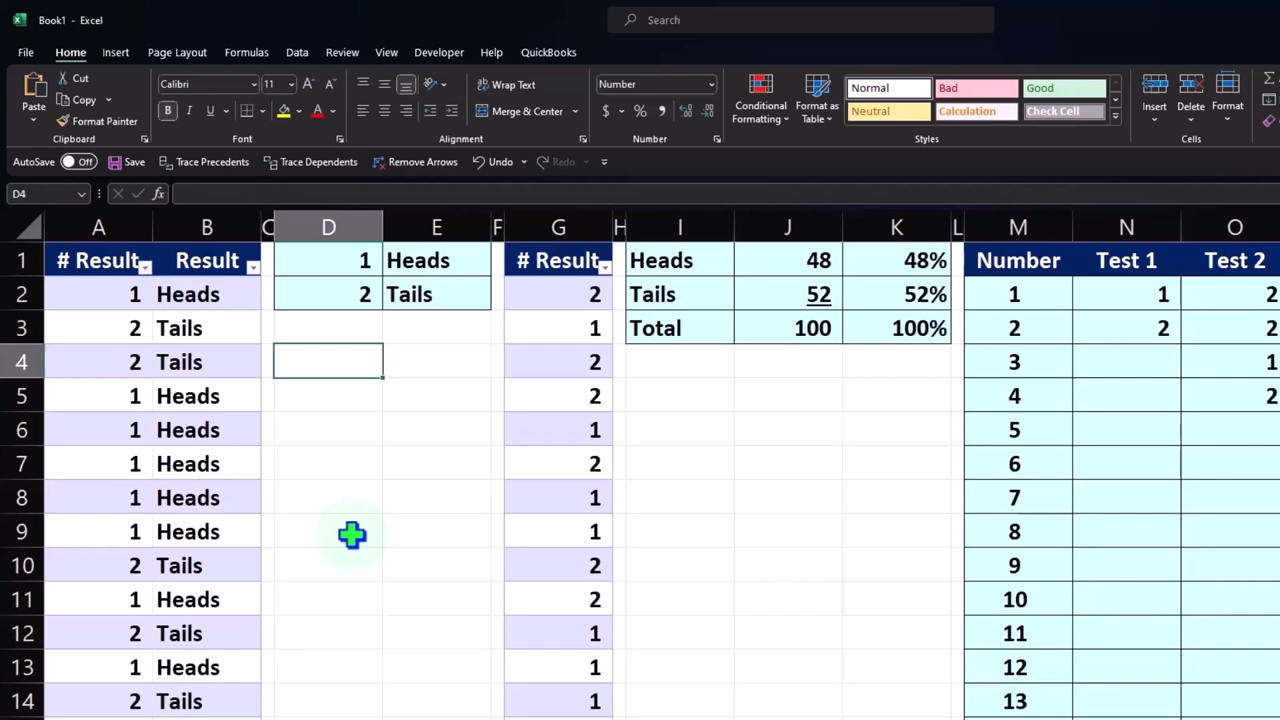 Book1 - Excel
Search
File Home Insert Page Layout Formulas Data Review View Developer Help QuickBooks
Paste
Cut
Copy
Format Painter
Clipboard
Calibri 11
B I U
Font
Wrap Text
Merge & Center
Alignment
Number
$ % ,
Number
Conditional Formatting
Format as Table
Normal Bad Good
Neutral Calculation Check Cell
Styles
Insert Delete Format
Cells
AutoSave Off Save Trace Precedents Trace Dependents Remove Arrows Undo Redo
D4 fx
A B C D E F G H I J K L M N O
1 # Result Result 1 Heads # Result Heads 48 48% Number Test 1 Test 2
2 1 Heads 2 Tails 2 Tails 52 52% 1 1 2
3 2 Tails 1 Total 100 100% 2 2 2
4 2 Tails 2 3 1
5 1 Heads 2 4 2
6 1 Heads 1 5
7 1 Heads 2 6
8 1 Heads 1 7
9 1 Heads 1 8
10 2 Tails 2 9
11 1 Heads 2 10
12 2 Tails 1 11
13 1 Heads 1 12
14 2 Tails 1 13